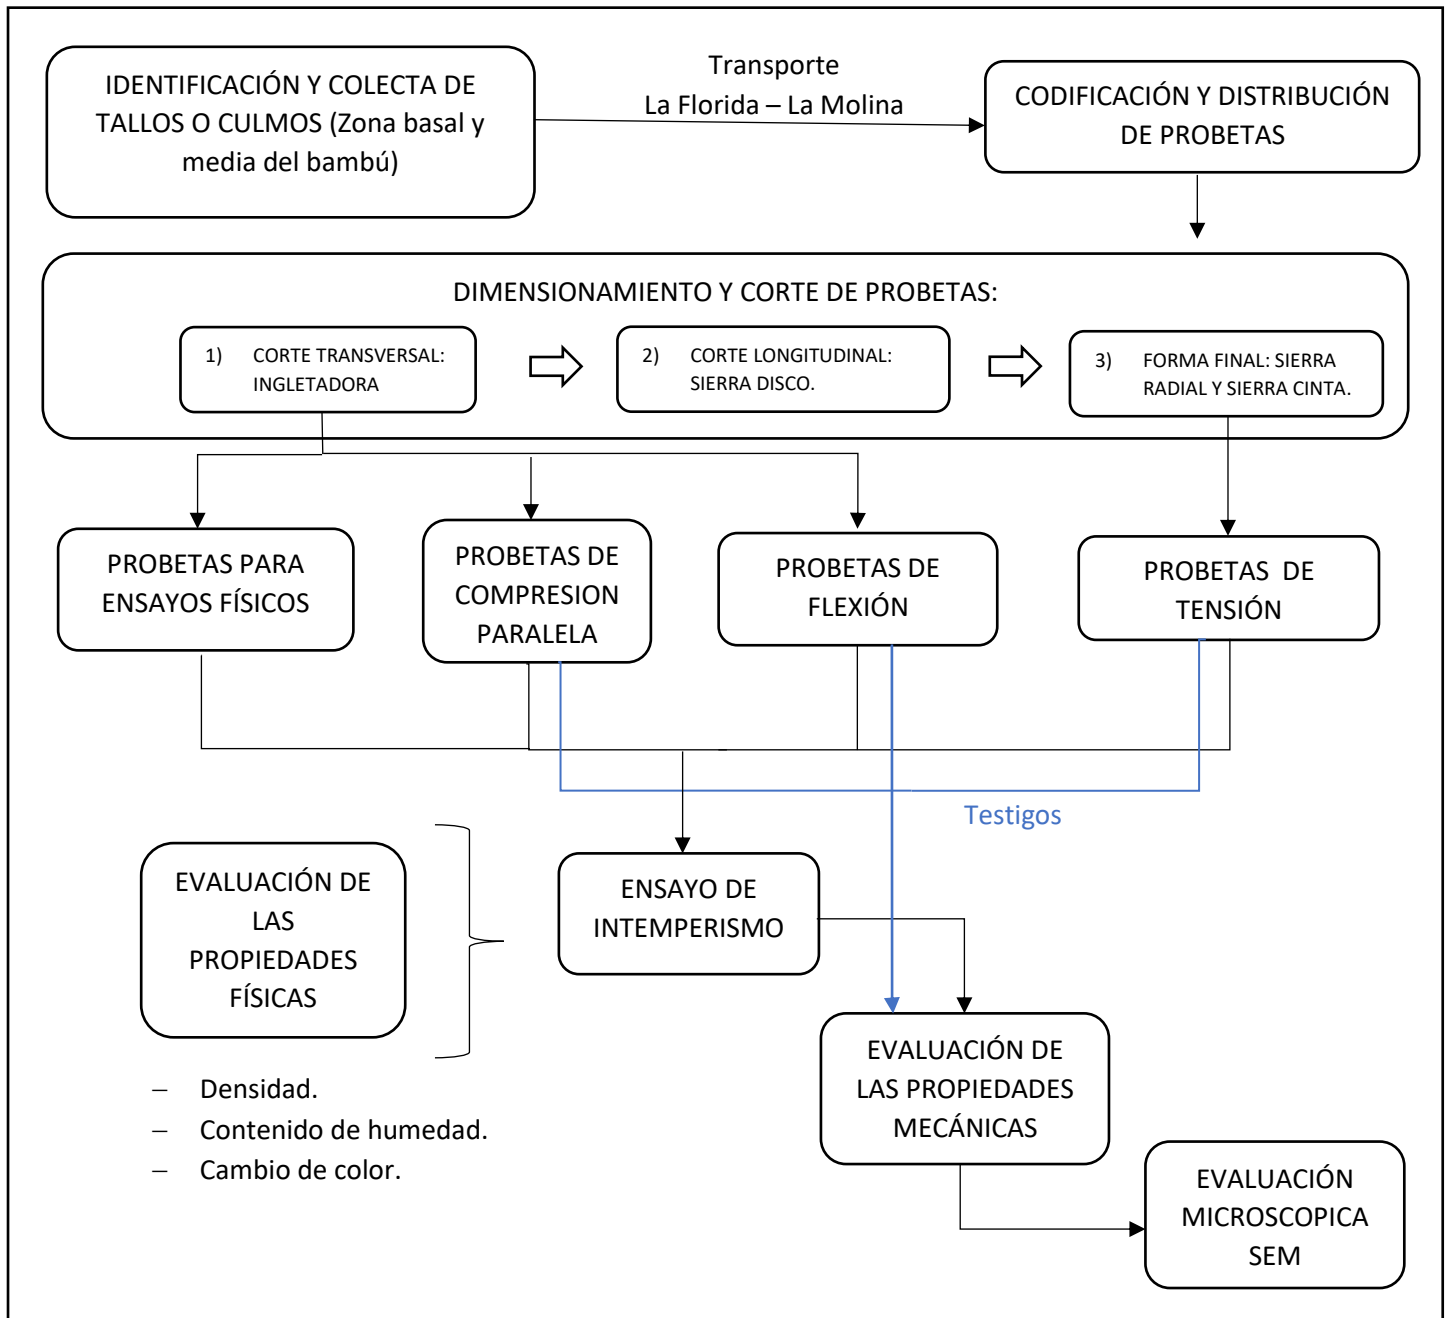 IDENTIFICACIÓN Y COLECTA DE
TALLOS O CULMOS (Zona basal y
media del bambú)
Transporte
La Florida – La Molina
CODIFICACIÓN Y DISTRIBUCIÓN
DE PROBETAS
DIMENSIONAMIENTO Y CORTE DE PROBETAS:
1) CORTE TRANSVERSAL:
INGLETADORA
2) CORTE LONGITUDINAL:
SIERRA DISCO.
3) FORMA FINAL: SIERRA
RADIAL Y SIERRA CINTA.
PROBETAS PARA
ENSAYOS FÍSICOS
PROBETAS DE
COMPRESION
PARALELA
PROBETAS DE
FLEXIÓN
PROBETAS DE
TENSIÓN
Testigos
EVALUACIÓN DE
LAS
PROPIEDADES
FÍSICAS
ENSAYO DE
INTEMPERISMO
– Densidad.
– Contenido de humedad.
– Cambio de color.
EVALUACIÓN DE
LAS PROPIEDADES
MECÁNICAS
EVALUACIÓN
MICROSCOPICA
SEM